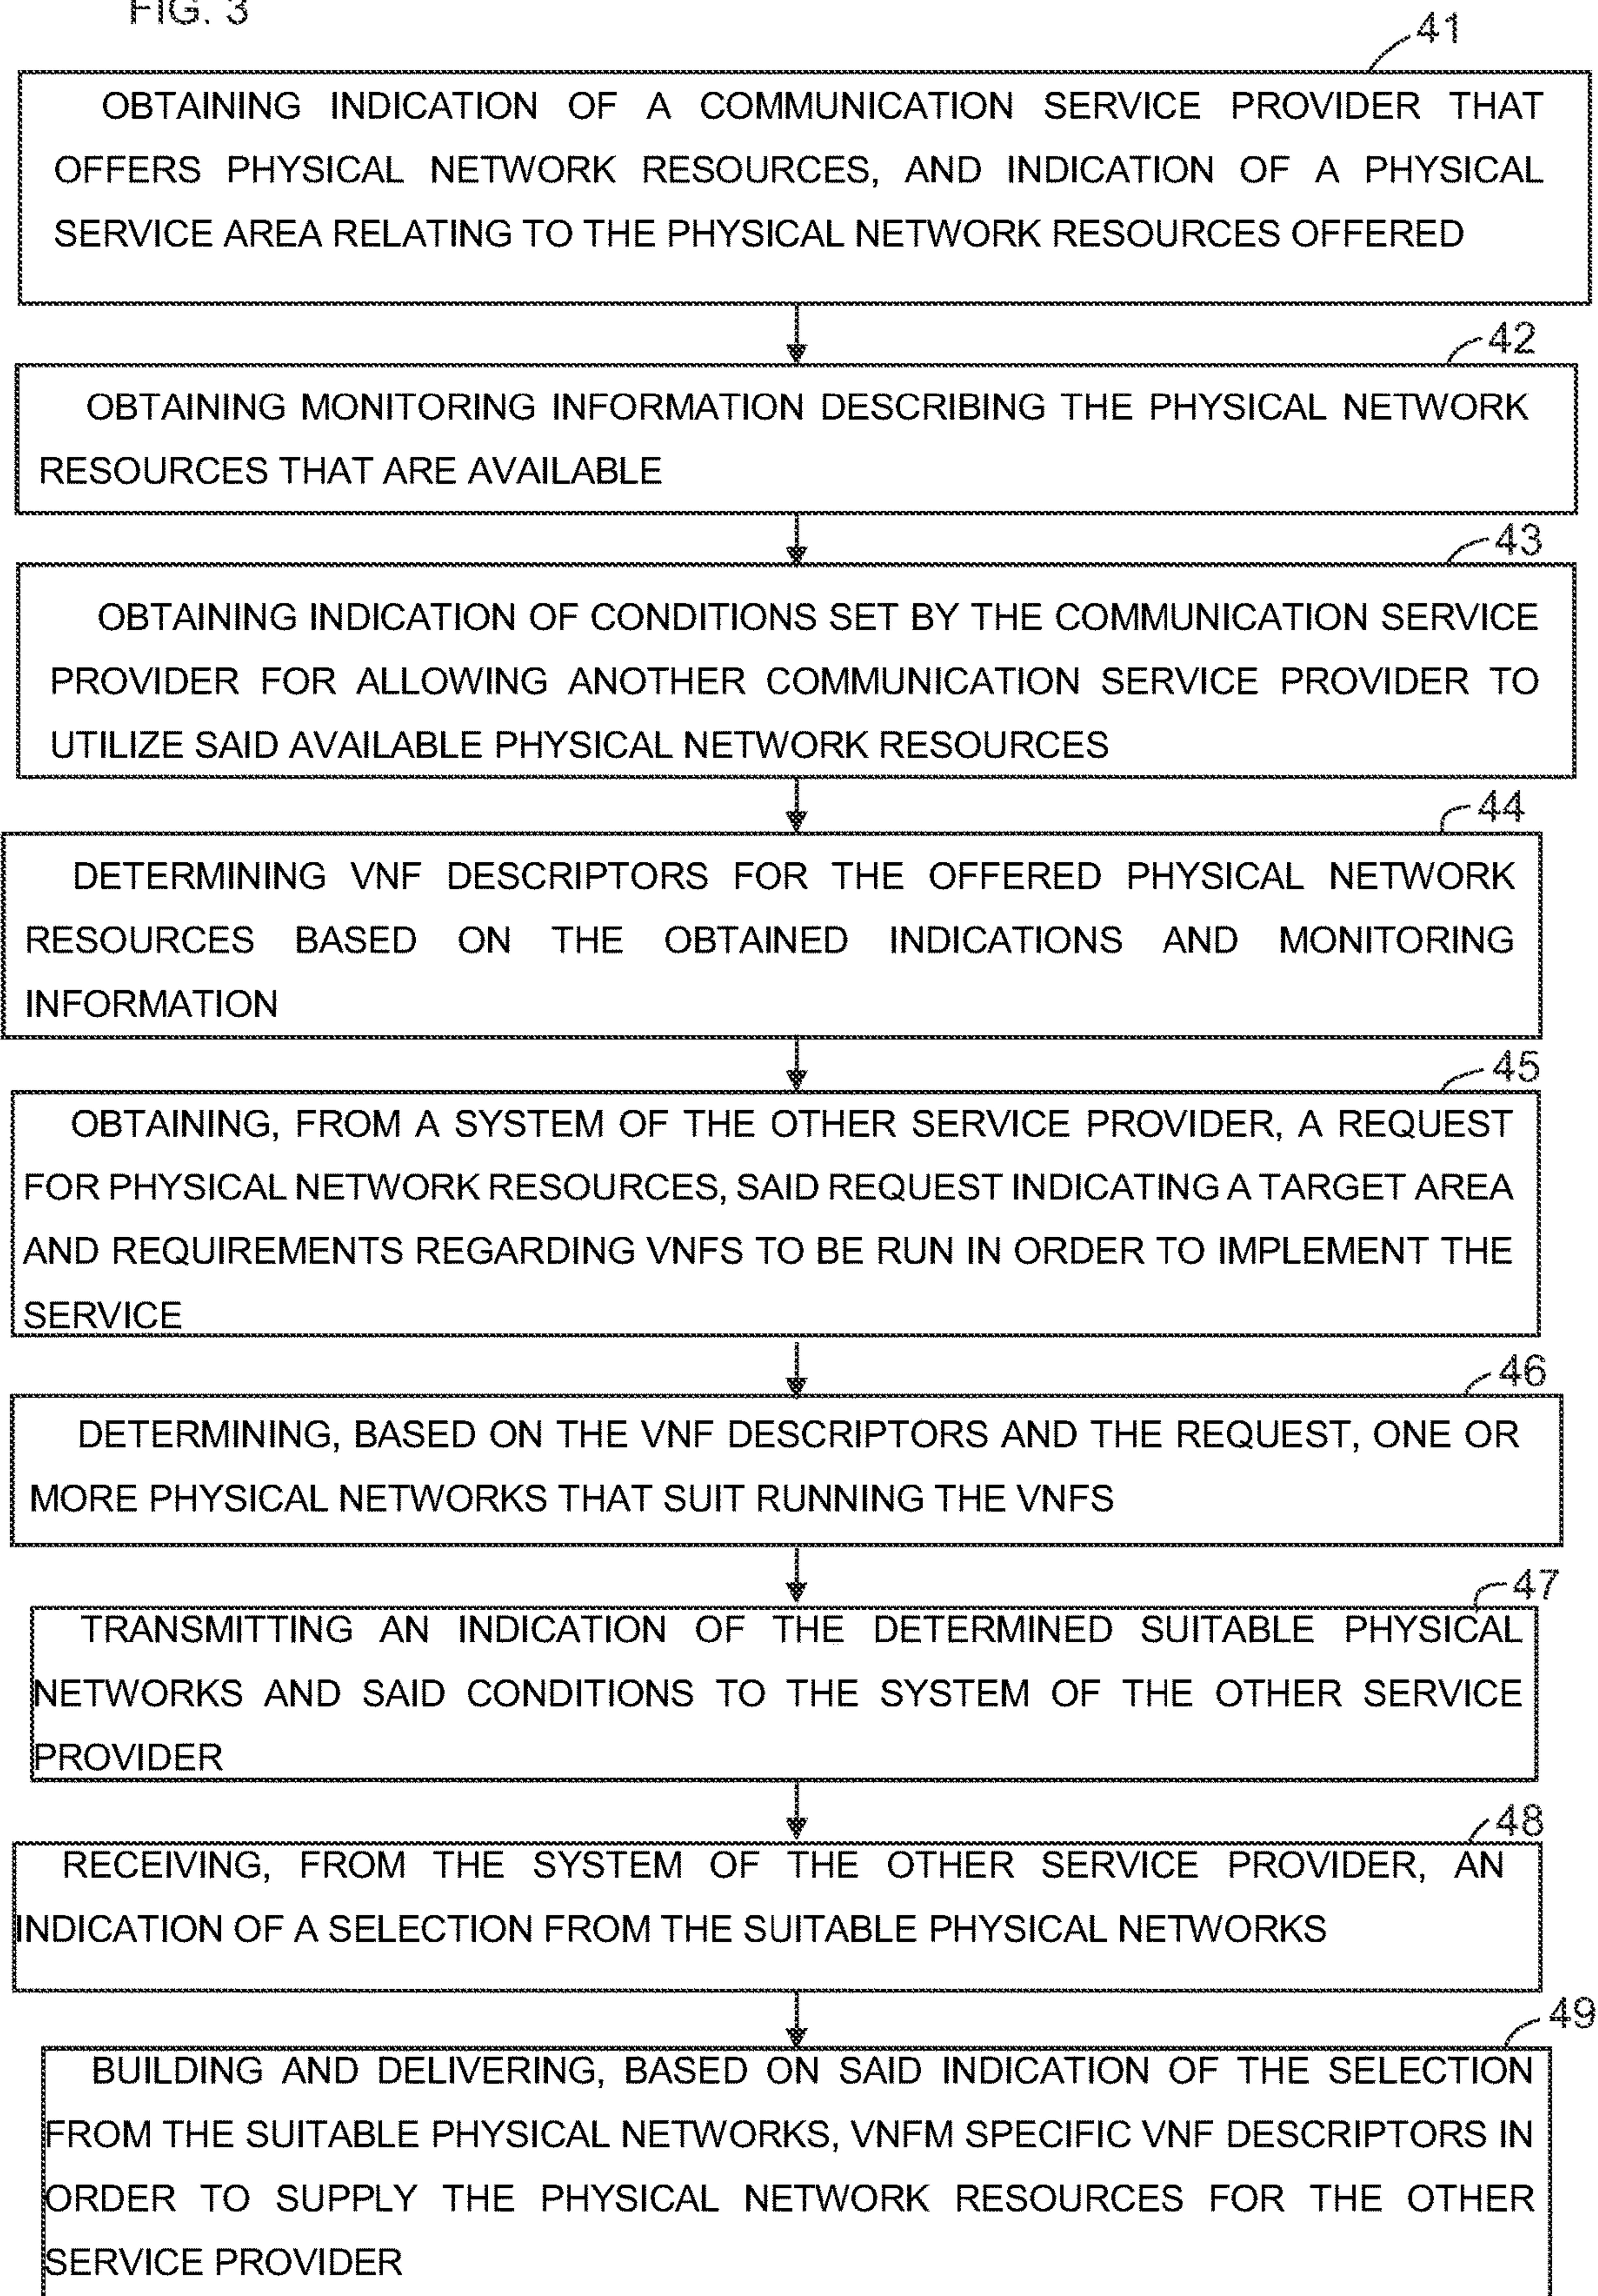 FIG. 3
41
OBTAINING INDICATION OF A COMMUNICATION SERVICE PROVIDER THAT
OFFERS PHYSICAL NETWORK RESOURCES, AND INDICATION OF A PHYSICAL
SERVICE AREA RELATING TO THE PHYSICAL NETWORK RESOURCES OFFERED
42
OBTAINING MONITORING INFORMATION DESCRIBING THE PHYSICAL NETWORK
RESOURCES THAT ARE AVAILABLE
43
OBTAINING INDICATION OF CONDITIONS SET BY THE COMMUNICATION SERVICE
PROVIDER FOR ALLOWING ANOTHER COMMUNICATION SERVICE PROVIDER TO
UTILIZE SAID AVAILABLE PHYSICAL NETWORK RESOURCES
44
DETERMINING VNF DESCRIPTORS FOR THE OFFERED PHYSICAL NETWORK
RESOURCES BASED ON THE OBTAINED INDICATIONS AND MONITORING
INFORMATION
45
OBTAINING, FROM A SYSTEM OF THE OTHER SERVICE PROVIDER, A REQUEST
FOR PHYSICAL NETWORK RESOURCES, SAID REQUEST INDICATING A TARGET AREA
AND REQUIREMENTS REGARDING VNFS TO BE RUN IN ORDER TO IMPLEMENT THE
SERVICE
46
DETERMINING, BASED ON THE VNF DESCRIPTORS AND THE REQUEST, ONE OR
MORE PHYSICAL NETWORKS THAT SUIT RUNNING THE VNFS
47
TRANSMITTING AN INDICATION OF THE DETERMINED SUITABLE PHYSICAL
NETWORKS AND SAID CONDITIONS TO THE SYSTEM OF THE OTHER SERVICE
PROVIDER
48
RECEIVING, FROM THE SYSTEM OF THE OTHER SERVICE PROVIDER, AN
INDICATION OF A SELECTION FROM THE SUITABLE PHYSICAL NETWORKS
49
BUILDING AND DELIVERING, BASED ON SAID INDICATION OF THE SELECTION
FROM THE SUITABLE PHYSICAL NETWORKS, VNFM SPECIFIC VNF DESCRIPTORS IN
ORDER TO SUPPLY THE PHYSICAL NETWORK RESOURCES FOR THE OTHER
SERVICE PROVIDER